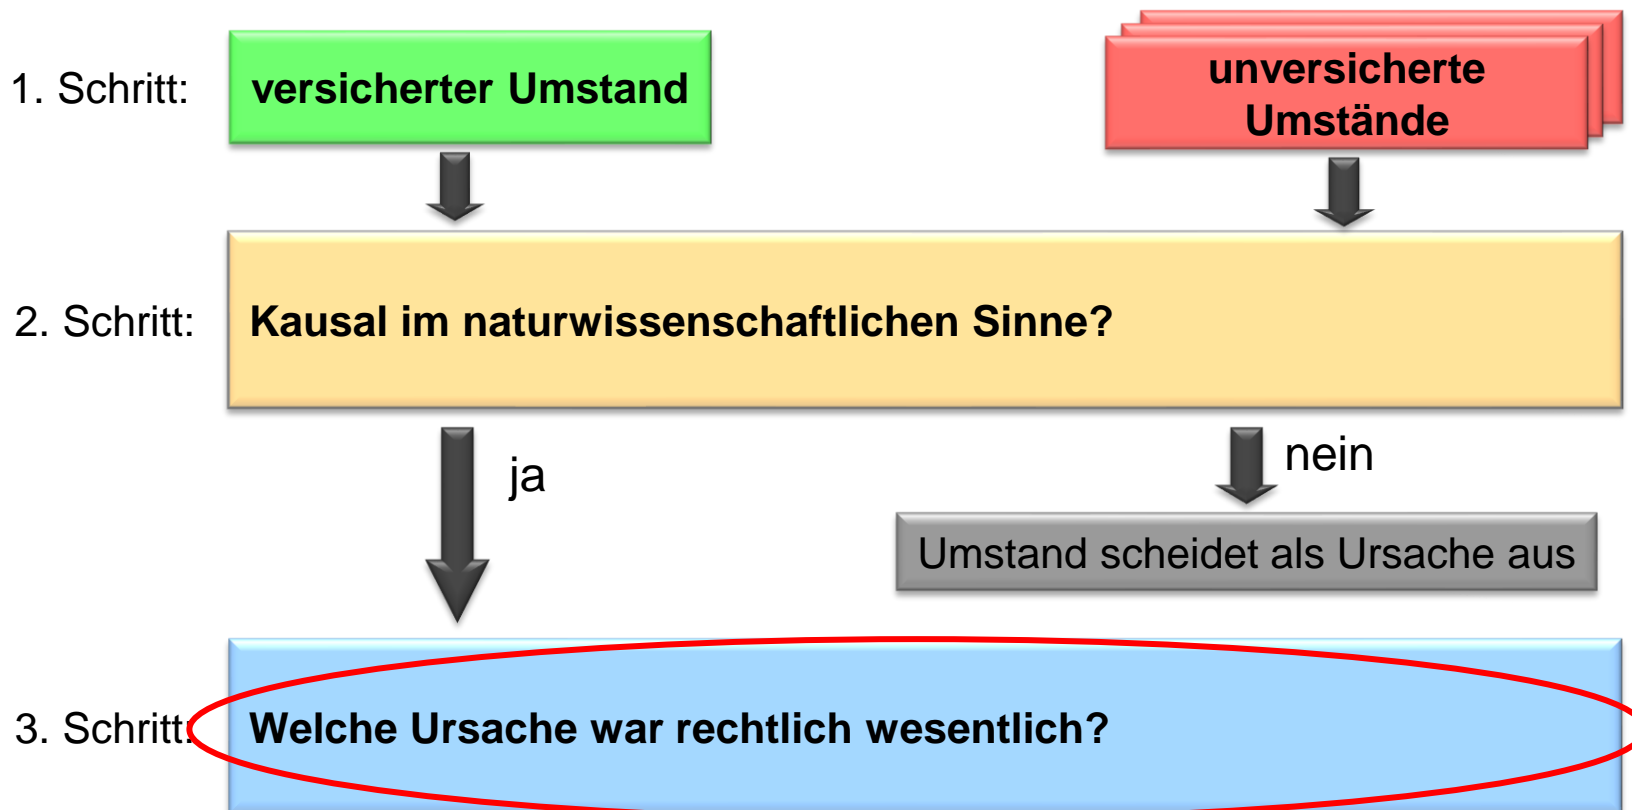 1. Schritt:
versicherter Umstand
unversicherte
Umstände
2. Schritt:
Kausal im naturwissenschaftlichen Sinne?
ja
nein
Umstand scheidet als Ursache aus
3. Schritt:
Welche Ursache war rechtlich wesentlich?